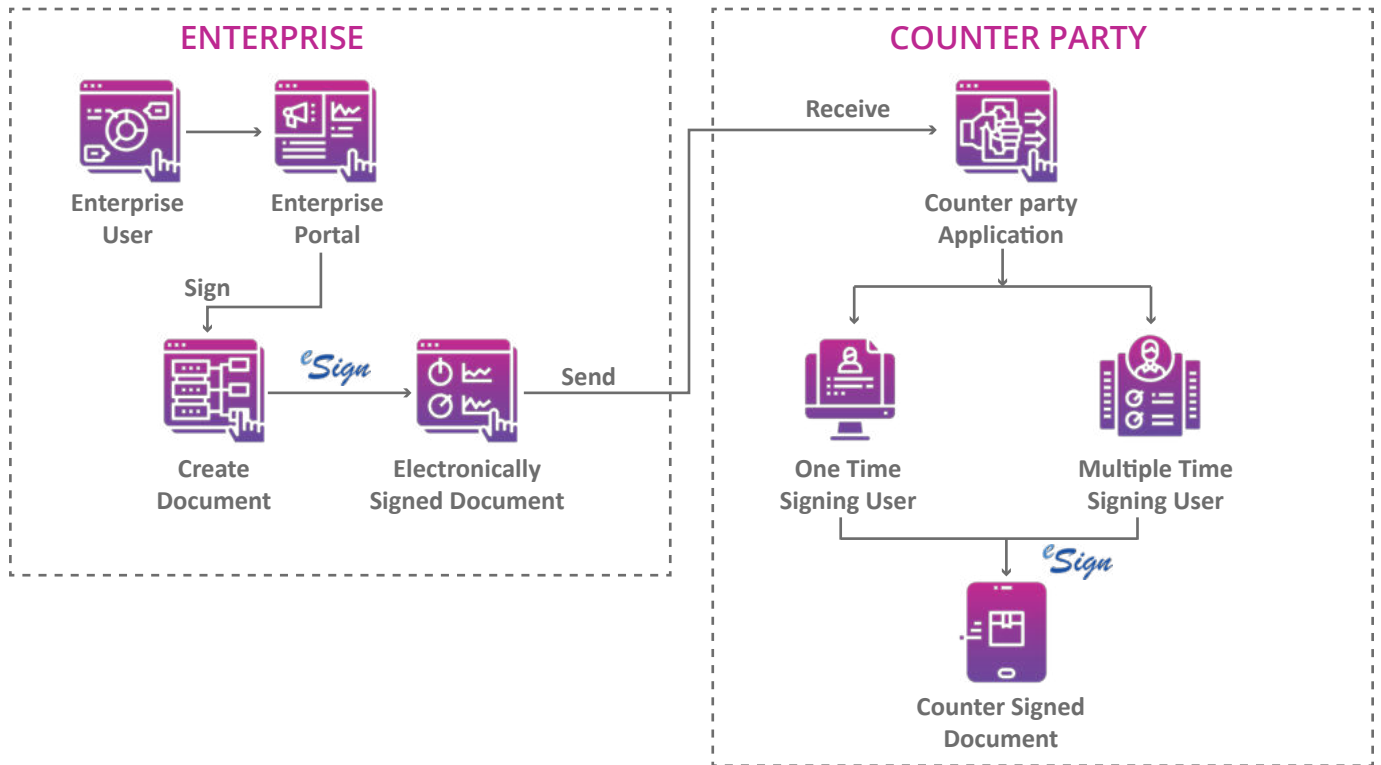 ENTERPRISE
Enterprise
User
Enterprise
Portal
Sign
Create
Document
eSign
Electronically
Signed Document
Send
COUNTER PARTY
Receive
Counter party
Application
One Time
Signing User
Multiple Time
Signing User
eSign
Counter Signed
Document